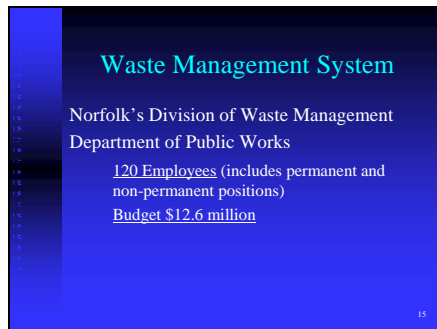 Waste Management System
Norfolk's Division of Waste Management
Department of Public Works
120 Employees (includes permanent and
non-permanent positions)
Budget $12.6 million
15